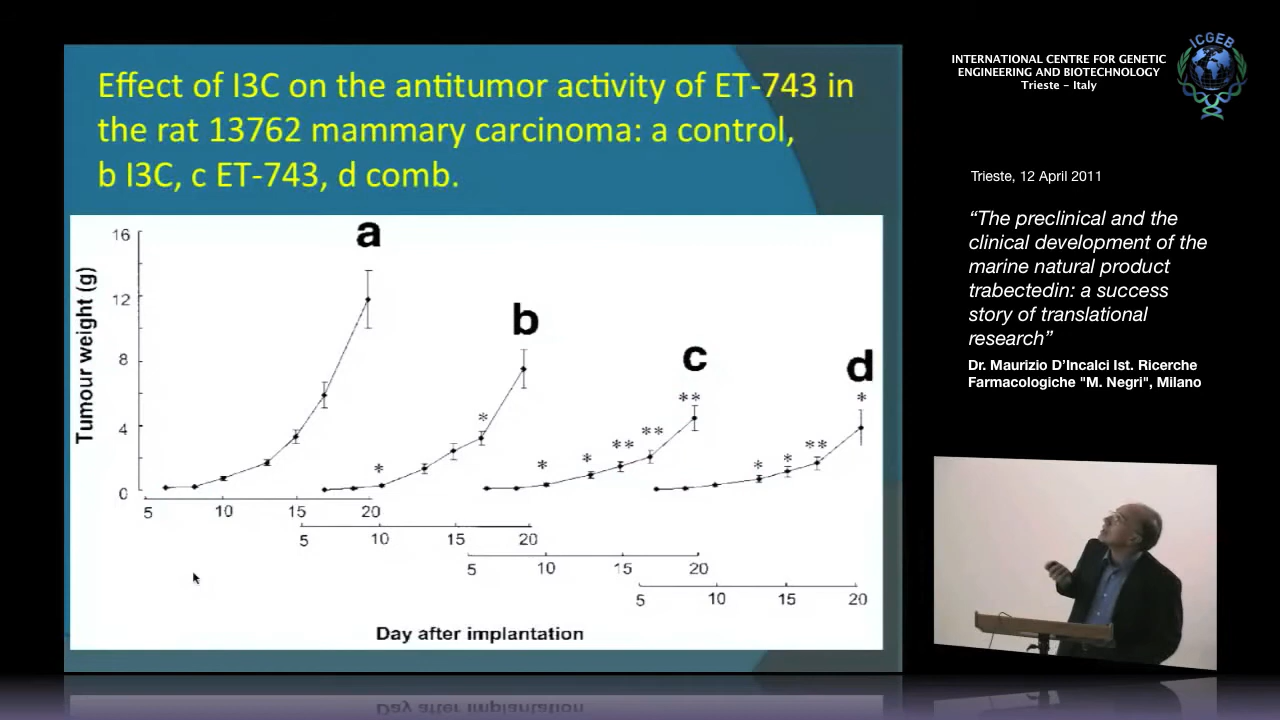 Effect of I3C on the antitumor activity of ET-743 in
the rat 13762 mammary carcinoma: a control,
b I3C, c ET-743, d comb.
a
b
c
d
Tumour weight (g)
16
12
8
4
0
*
*
*
*
**
**
**
*
*
**
*
5 10 15 20
5 10 15 20
5 10 15 20
5 10 15 20
Day after implantation
INTERNATIONAL CENTRE FOR GENETIC
ENGINEERING AND BIOTECHNOLOGY
Trieste - Italy
ICGEB
Trieste, 12 April 2011
“The preclinical and the
clinical development of the
marine natural product
trabectedin: a success
story of translational
research”
Dr. Maurizio D’Incalci Ist. Ricerche
Farmacologiche "M. Negri", Milano
Day after implantation